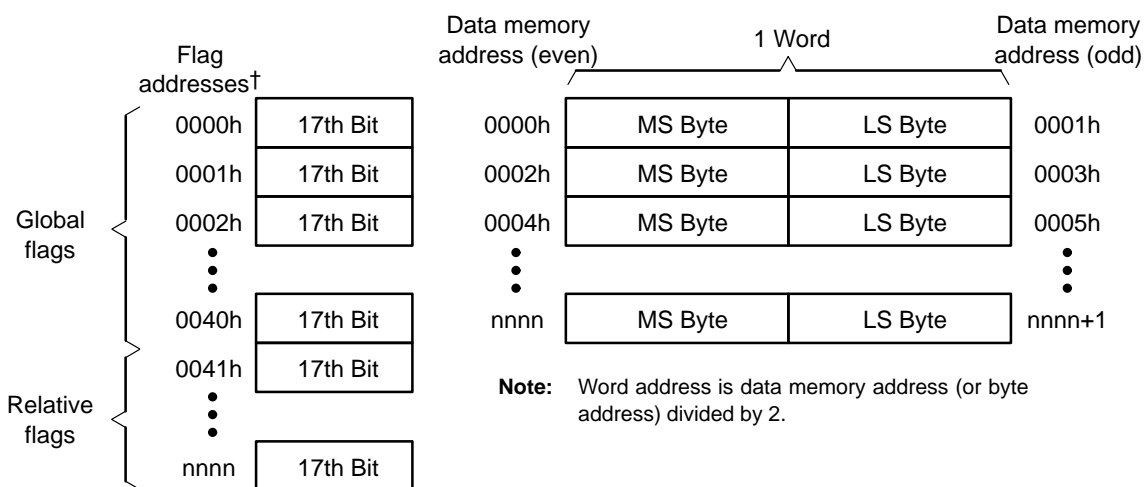 Flag
addresses†
Data memory
address (even)
1 Word
Data memory
address (odd)
0000h 17th Bit 0000h MS Byte LS Byte 0001h
0001h 17th Bit 0002h MS Byte LS Byte 0003h
0002h 17th Bit 0004h MS Byte LS Byte 0005h
Global
flags
0040h 17th Bit nnnn MS Byte LS Byte nnnn+1
0041h 17th Bit
Relative
flags
nnnn 17th Bit
Note: Word address is data memory address (or byte
address) divided by 2.